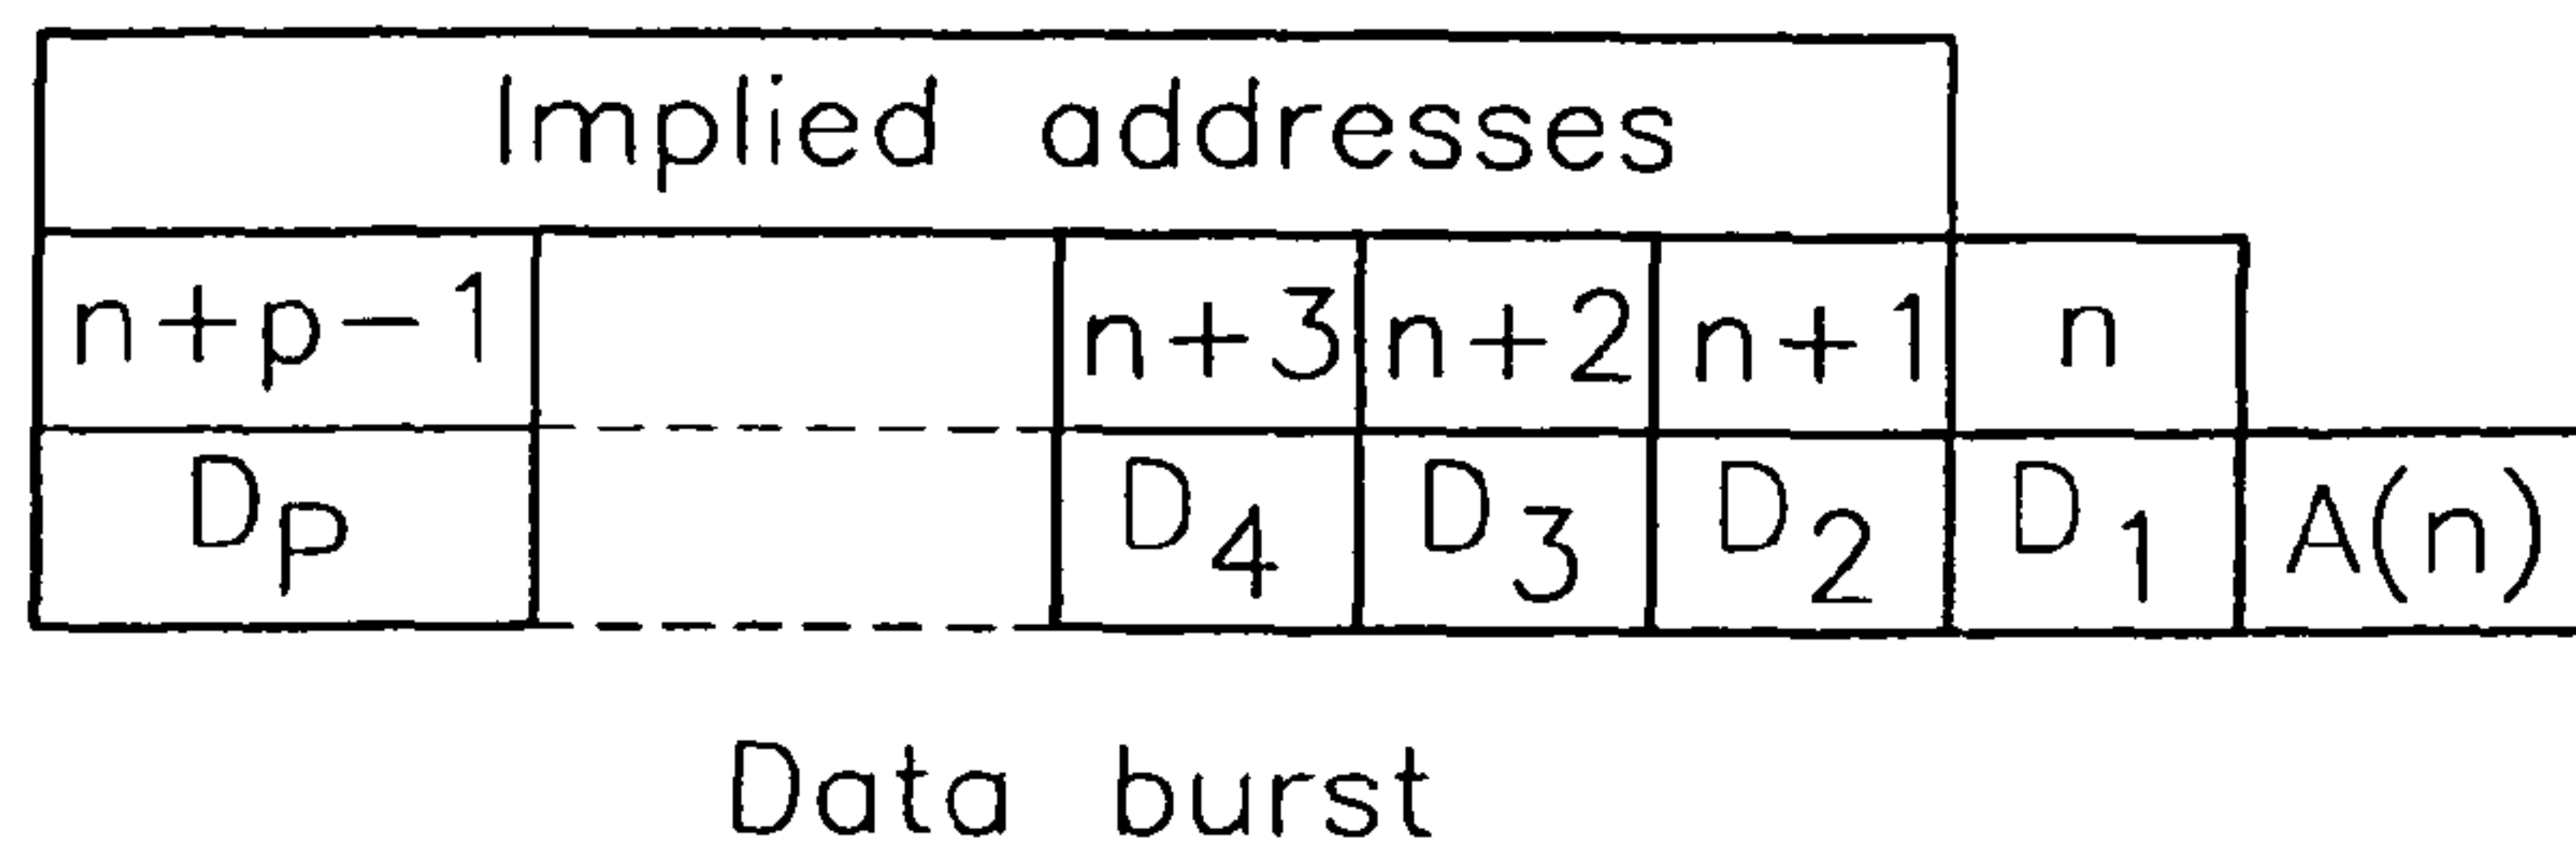 Implied addresses
n+p-1 n+3 n+2 n+1 n
DP D4 D3 D2 D1 A(n)
Data burst